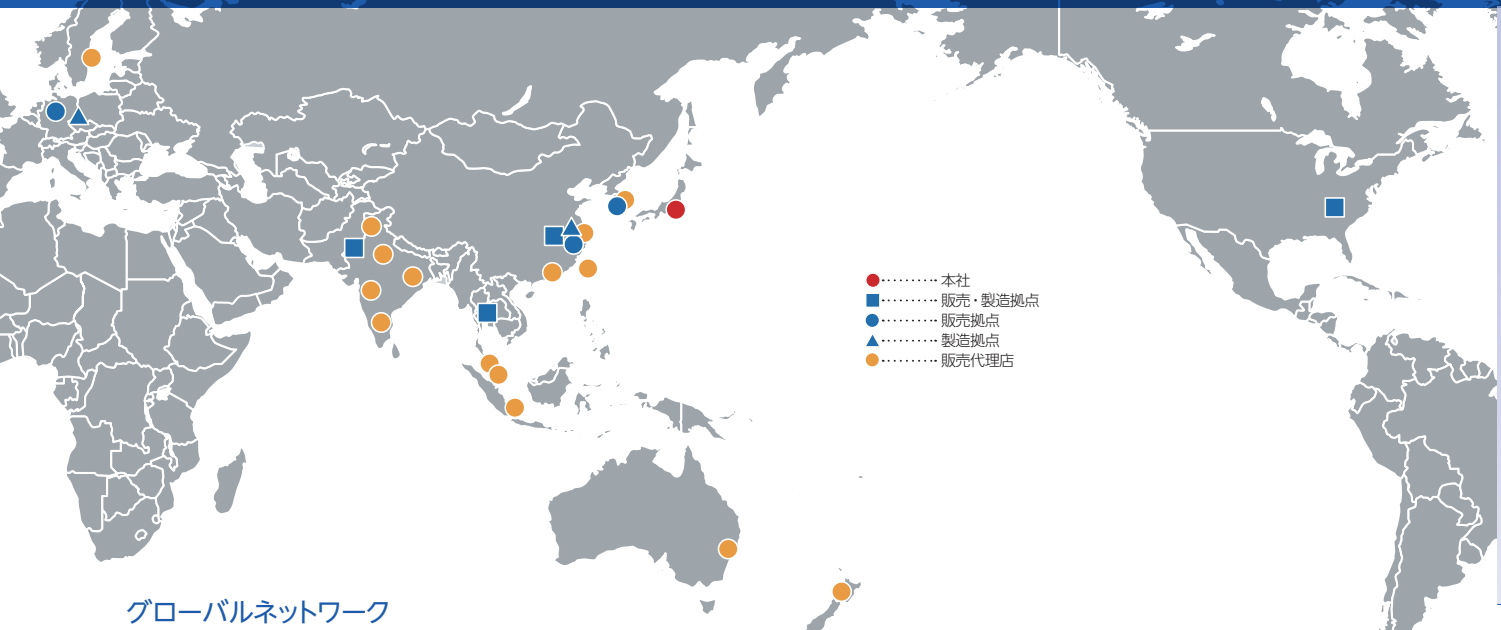 ●········本社
■········販売・製造拠点
●········販売拠点
▲········製造拠点
●········販売代理店
グローバルネットワーク